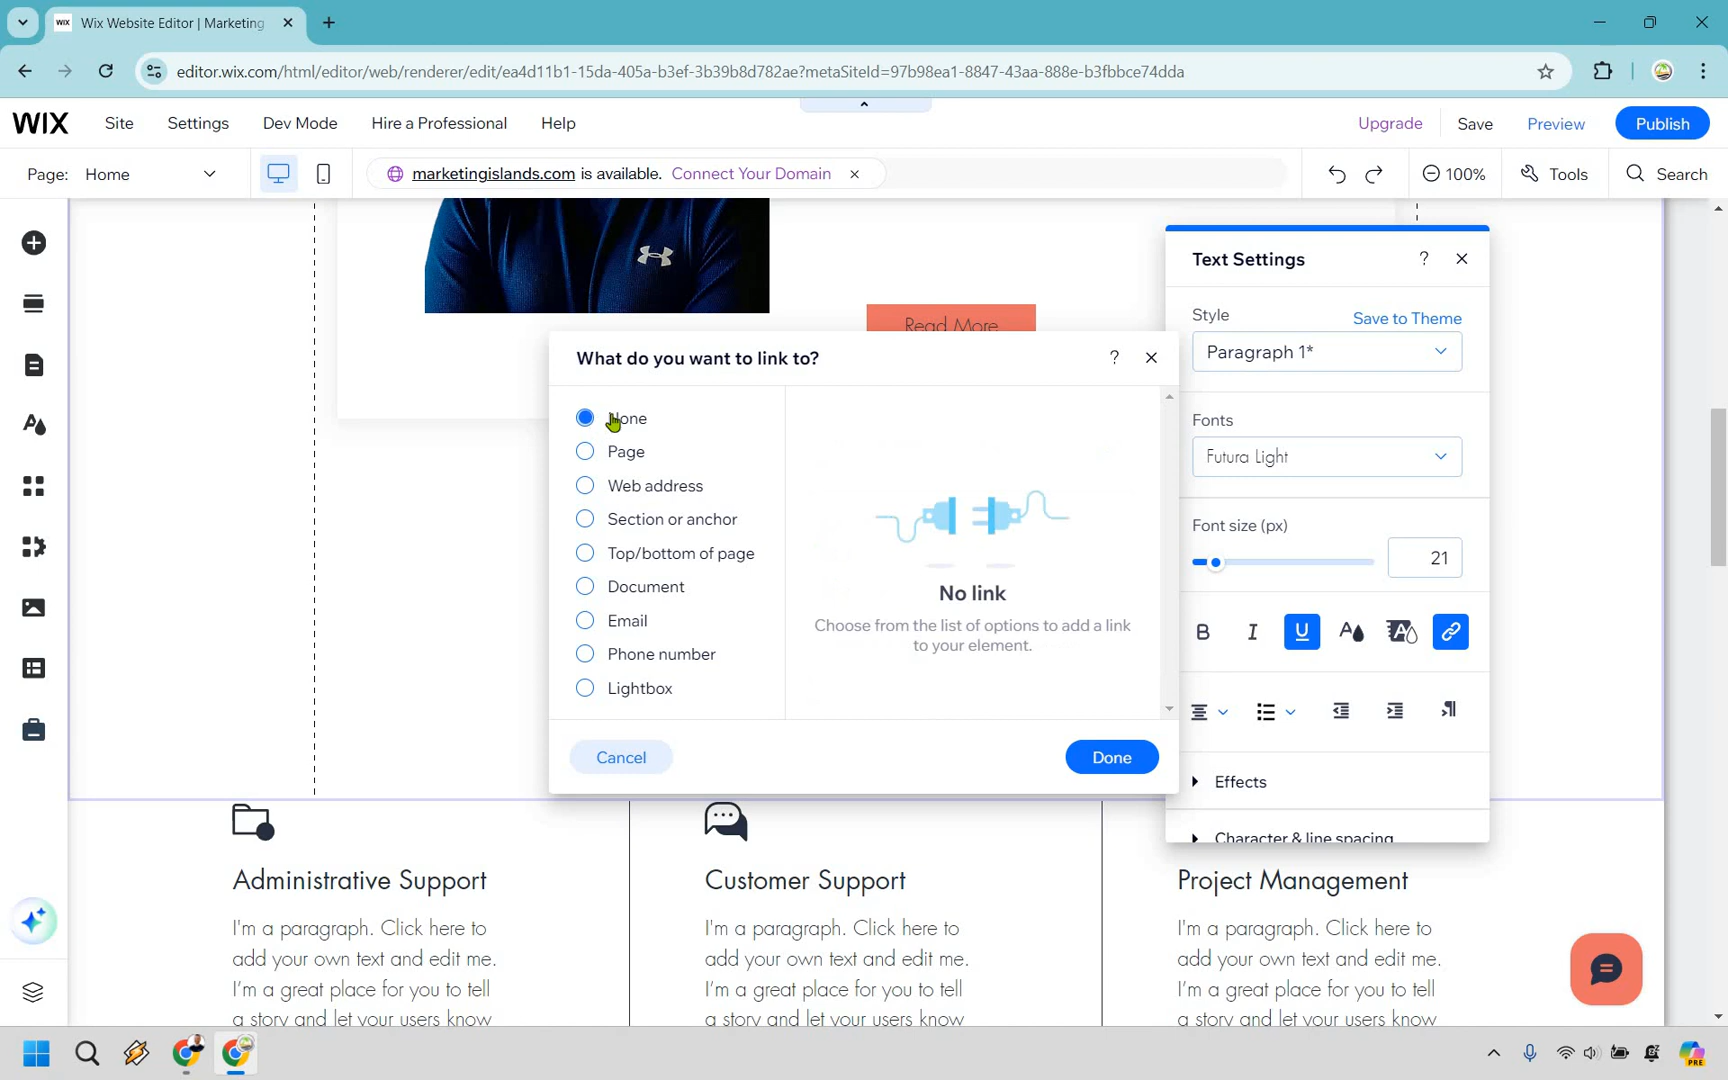 WIX Wix Website Editor | Marketing
editor.wix.com/html/editor/web/renderer/edit/ea4d11b1-15da-405a-b3ef-3b39b8d782ae?metaSiteId=97b98ea1-8847-43aa-888e-b3fbbce74dda
WIX Site Settings Dev Mode Hire a Professional Help Upgrade Save Preview Publish
Page: Home marketingislands.com is available. Connect Your Domain 100% Tools Search
Read More
Text Settings ?
Style Save to Theme
Paragraph 1*
Fonts
Futura Light
Font size (px)
21
B I U A A
Effects
Character & line spacing
What do you want to link to? ?
None
Page
Web address
Section or anchor
Top/bottom of page
Document
Email
Phone number
Lightbox
No link
Choose from the list of options to add a link
to your element.
Cancel Done
Administrative Support
I'm a paragraph. Click here to
add your own text and edit me.
I'm a great place for you to tell
a story and let your users know
Customer Support
I'm a paragraph. Click here to
add your own text and edit me.
I'm a great place for you to tell
a story and let your users know
Project Management
I'm a paragraph. Click here to
add your own text and edit me.
I'm a great place for you to tell
a story and let your users know
PRE